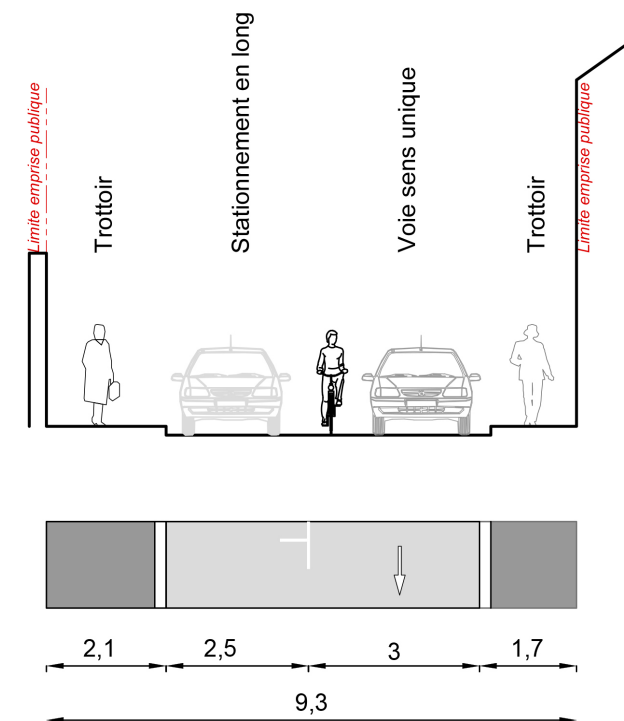 Limite emprise publique
Trottoir
Stationnement en long
Voie sens unique
Trottoir
Limite emprise publique
2,1
2,5
3
1,7
9,3